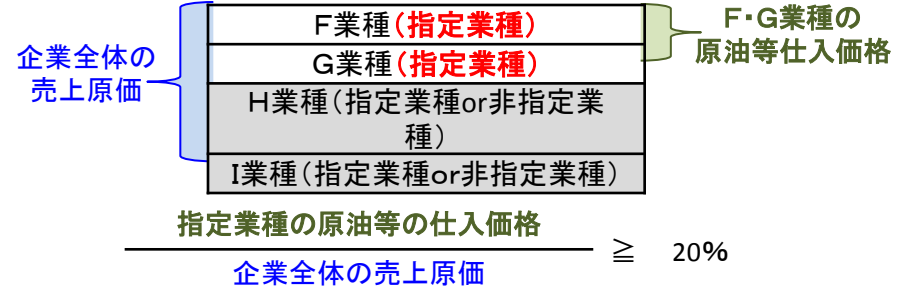 F業種(指定業種)
G業種(指定業種)
H業種(指定業種or非指定業
種)
I業種(指定業種or非指定業種)
企業全体の
売上原価
F・G業種の
原油等仕入価格
指定業種の原油等の仕入価格
企業全体の売上原価
≧ 20%